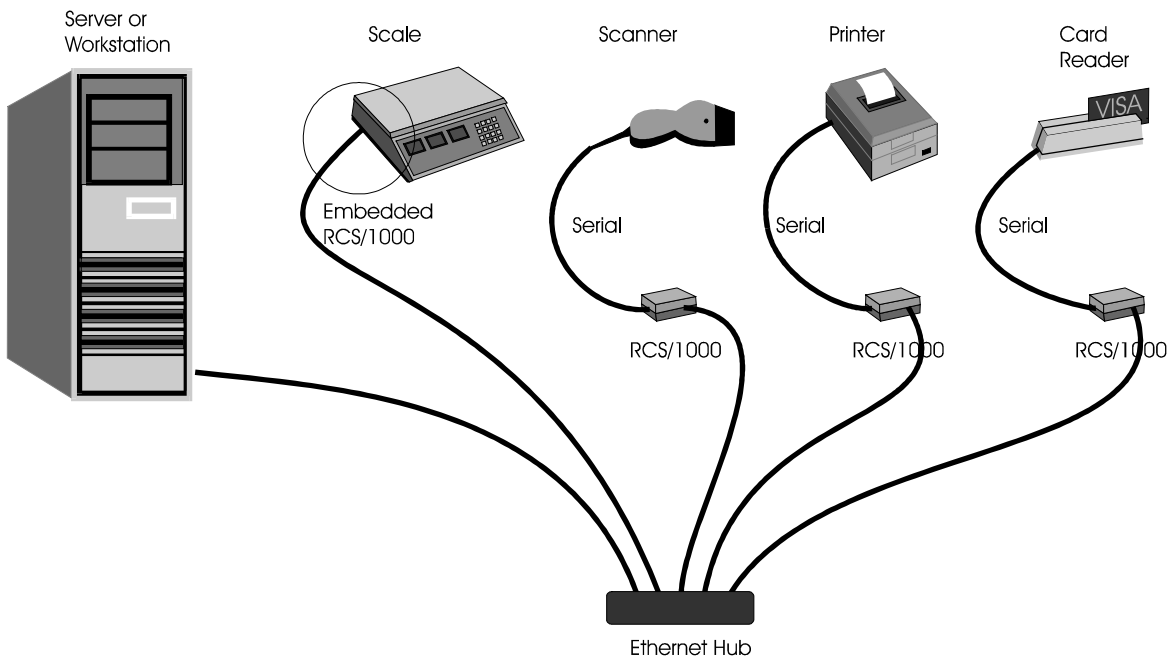 Server or
Workstation
Scale
Scanner
Printer
Card
Reader
VISA
Embedded
RCS/1000
Serial
Serial
Serial
RCS/1000
RCS/1000
RCS/1000
Ethernet Hub